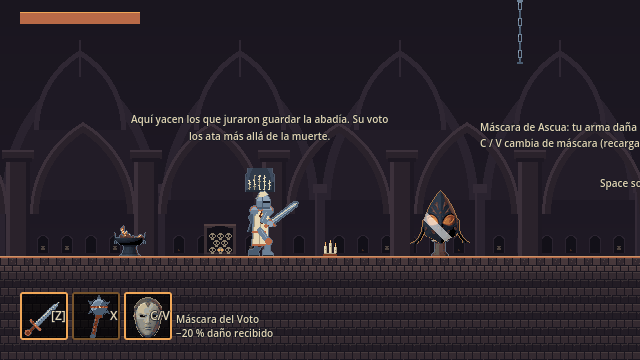 Aquí yacen los que juraron guardar la abadía. Su voto
los ata más allá de la muerte.
Máscara de Ascua: tu arma daña
C / V cambia de máscara (recarga
Space so
[Z]
X
C/V
Máscara del Voto
−20 % daño recibido